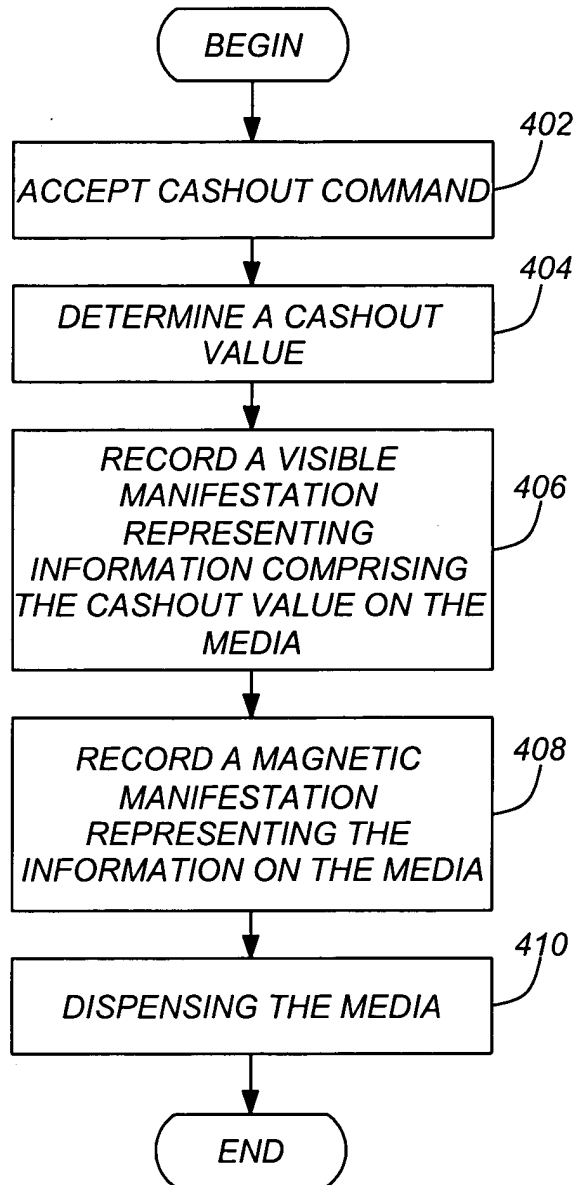 BEGIN
402
ACCEPT CASHOUT COMMAND
404
DETERMINE A CASHOUT
VALUE
406
RECORD A VISIBLE
MANIFESTATION
REPRESENTING
INFORMATION COMPRISING
THE CASHOUT VALUE ON THE
MEDIA
408
RECORD A MAGNETIC
MANIFESTATION
REPRESENTING THE
INFORMATION ON THE MEDIA
410
DISPENSING THE MEDIA
END